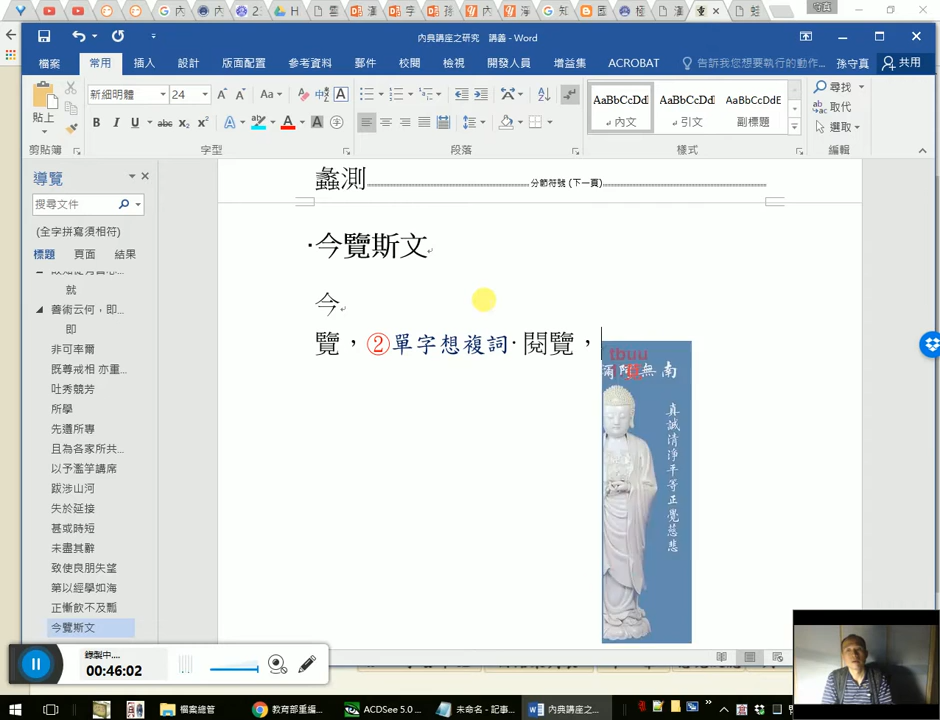 內典講座之研究　講義 - Word
檔案 常用 插入 設計 版面配置 參考資料 郵件 校閱 檢視 開發人員 增益集 ACROBAT 告訴我您想要執行的動作... 孫守真 共用
新細明體 24
貼上
AaBbCcDd AaBbCcDd AaBbCcDdE
內文 引文 副標題
尋找
取代
選取
剪貼簿 字型 段落 樣式 編輯
導覽
搜尋文件
(全字拼寫須相符)
標題 頁面 結果
就
善術云何，即...
即
非可率爾
既尊戒相 亦重...
吐秀競芳
所學
先遵所專
且為各家所共...
以予濫竽講席
跋涉山河
失於延接
甚或時短
未盡其辭
致使良朋失望
第以經學如海
正慚飲不及瓢
今覽斯文
蠡測
分節符號 (下一頁)
今覽斯文
今
覽，②單字想複詞· 閱覽，
tbuu
真誠清淨平等正覺慈悲
錄製中...
00:46:02
檔案總管 教育部重編... ACDSee 5.0 ... 未命名 - 記事... 內典講座之...